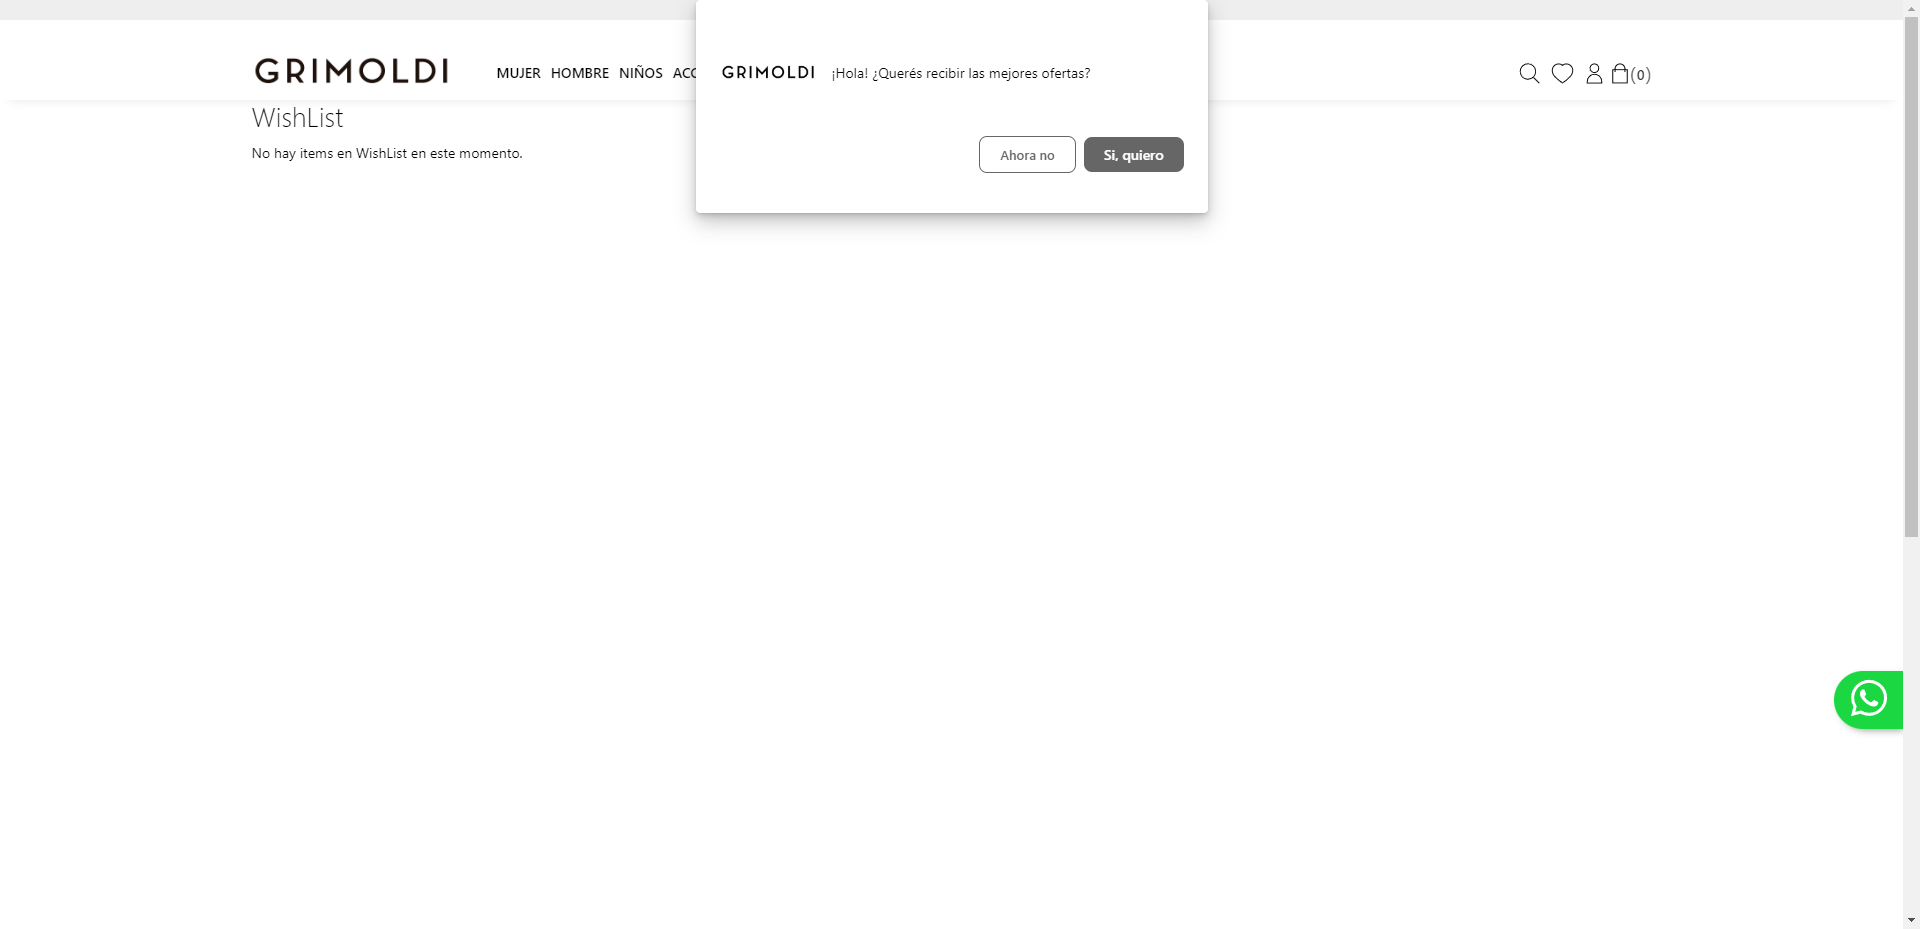 GRIMOLDI
MUJER HOMBRE NIÑOS
GRIMOLDI ¡Hola! ¿Querés recibir las mejores ofertas?
(0)
Ahora no
Si, quiero
WishList
No hay items en WishList en este momento.